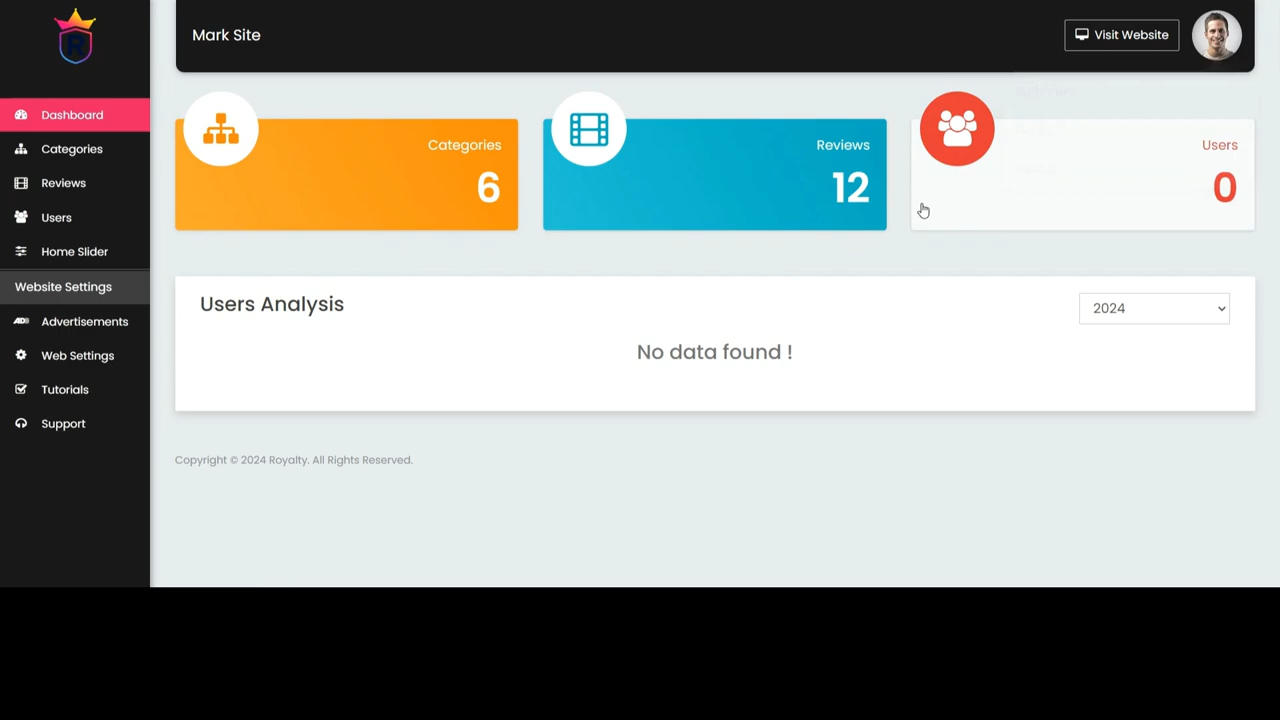 R
Mark Site
Visit Website
Dashboard
Categories
Reviews
Users
Home Slider
Website Settings
Advertisements
Web Settings
Tutorials
Support
Categories
6
Reviews
12
Users
0
Users Analysis
2024
No data found !
Copyright © 2024 Royalty. All Rights Reserved.